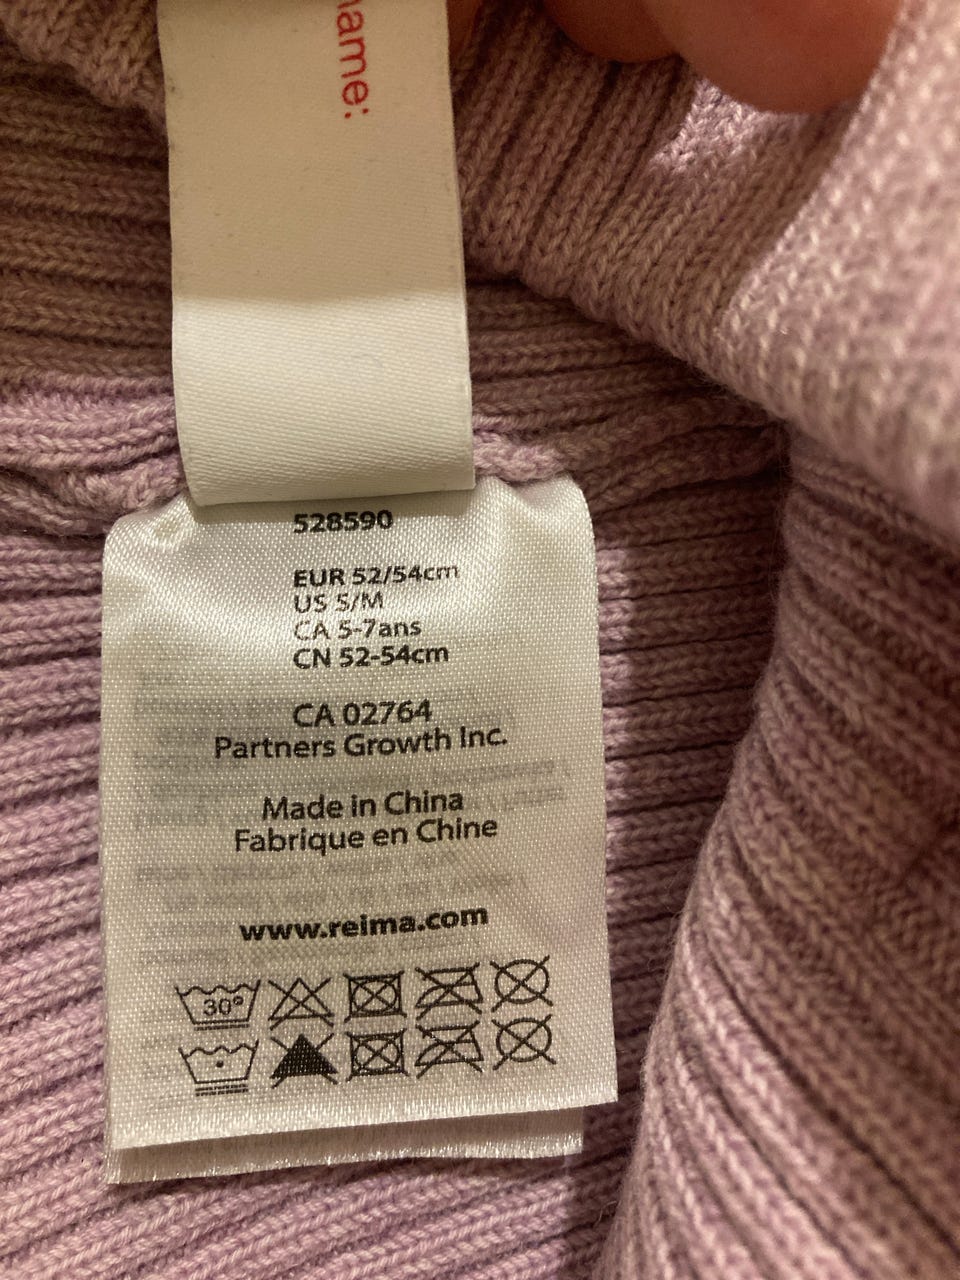 name:
528590
EUR 52/54cm
US S/M
CA 5-7ans
CN 52-54cm
CA 02764
Partners Growth Inc.
Made in China
Fabrique en Chine
www.reima.com
30°